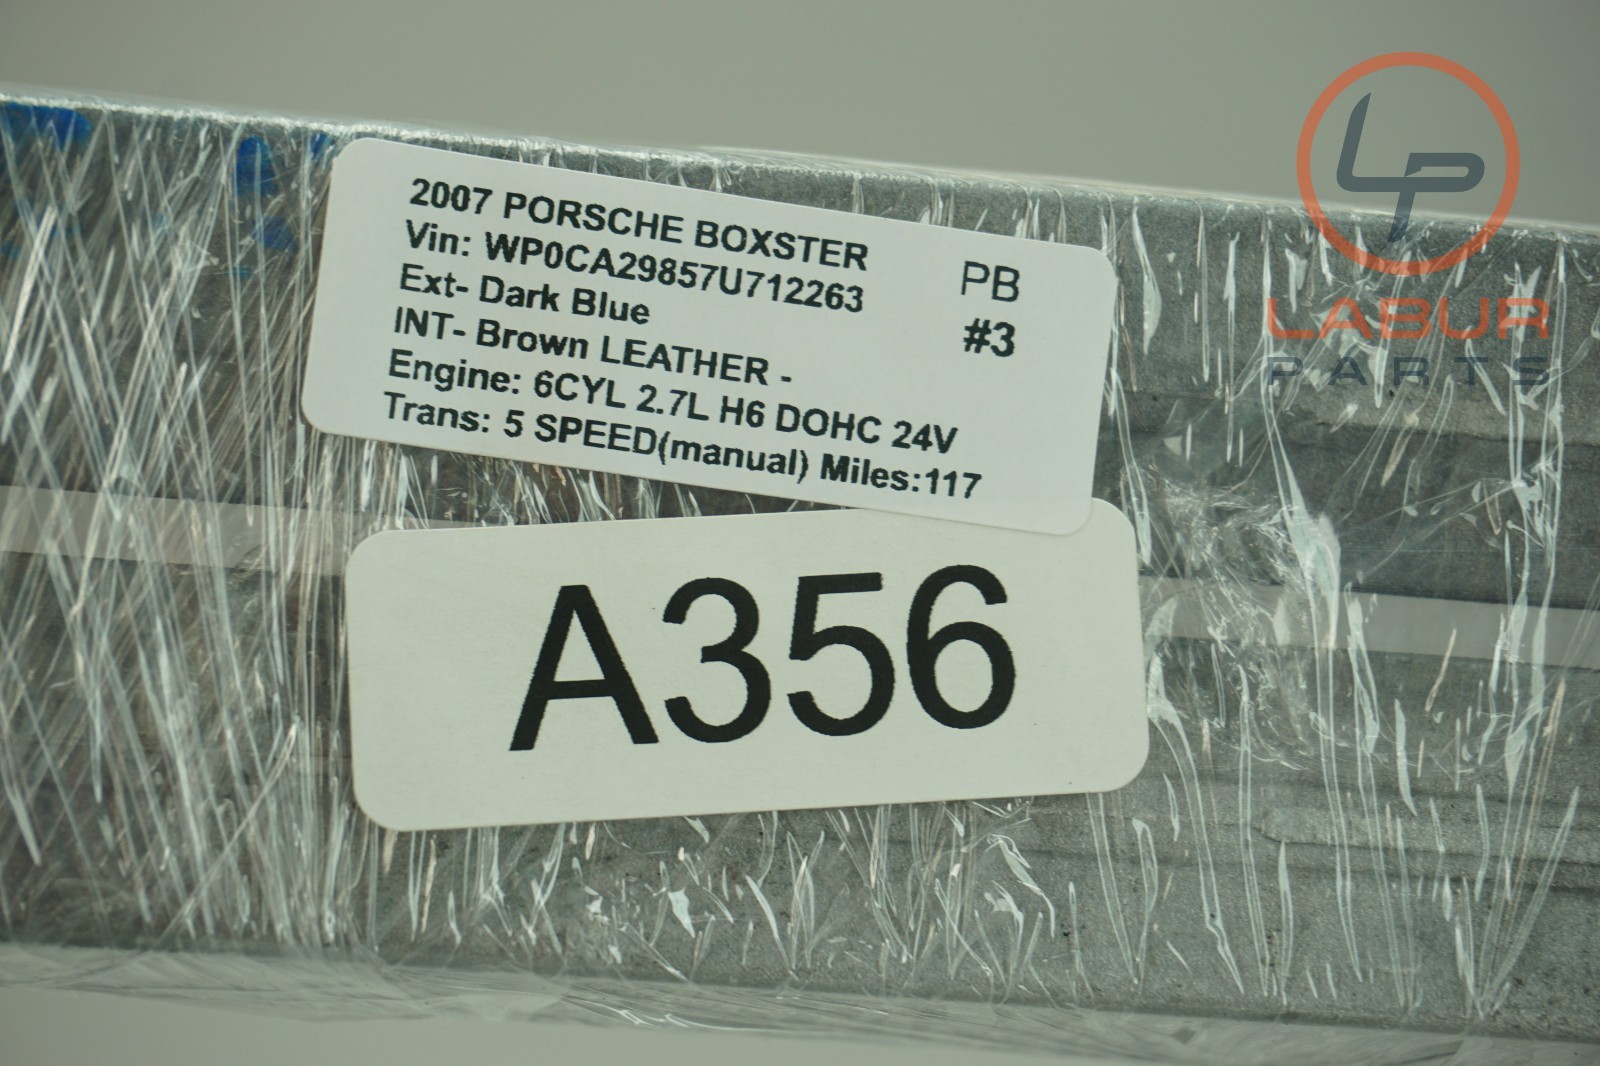 2007 PORSCHE BOXSTER
Vin: WP0CA29857U712263
Ext- Dark Blue
INT- Brown LEATHER -
Engine: 6CYL 2.7L H6 DOHC 24V
Trans: 5 SPEED(manual) Miles:117
PB
#3
A356
LP
LABUR
PARTS